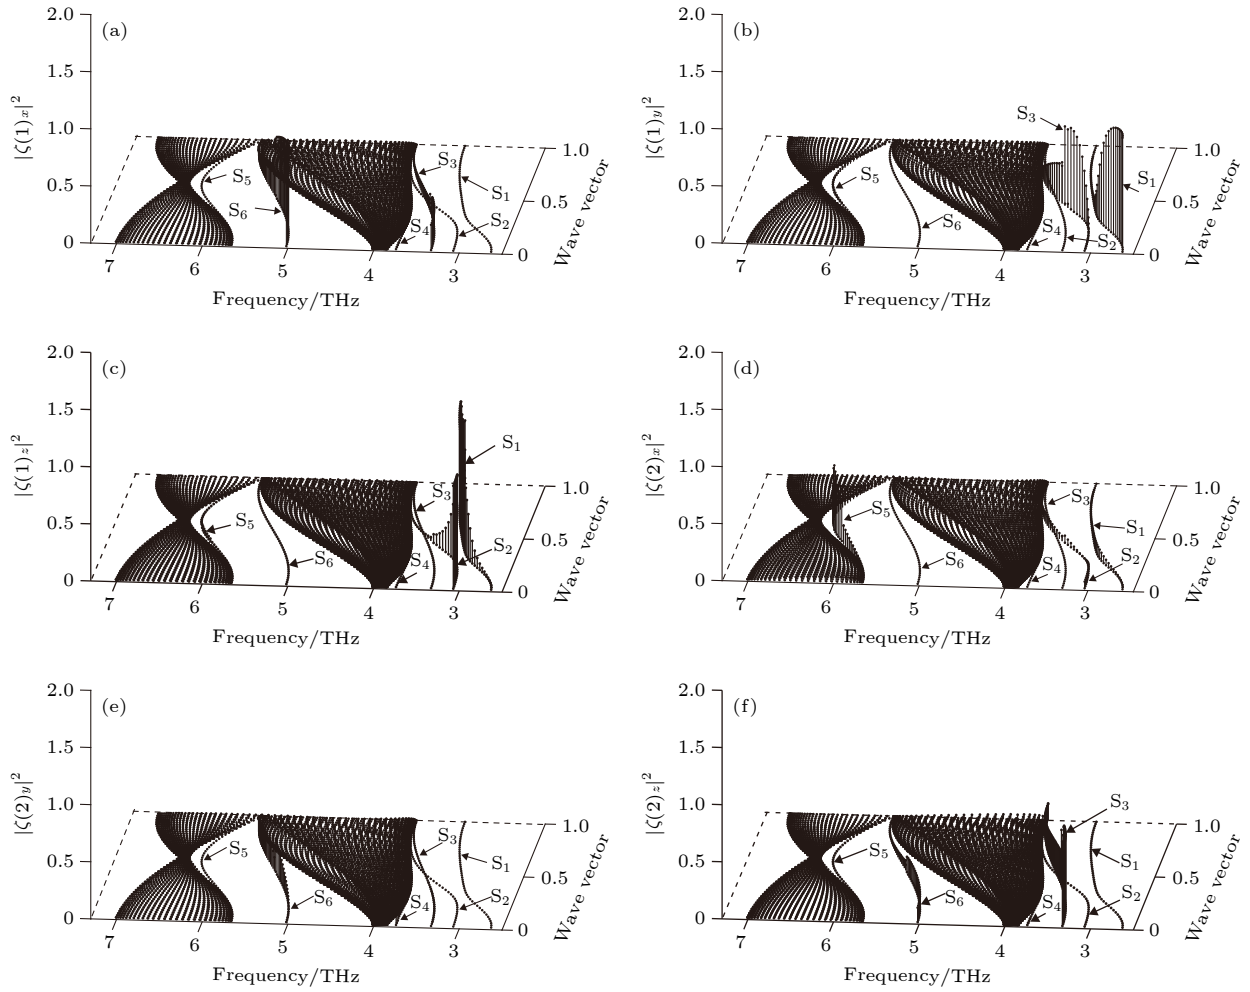 (a)
2.0
1.5
1.0
0.5
0
|ζ(1)x|²
S5
S6
S3
S1
S4
S2
1.0
0.5
0
Wave vector
7
6
5
4
3
Frequency/THz
(b)
2.0
1.5
1.0
0.5
0
|ζ(1)y|²
S3
S5
S1
S6
S4
S2
1.0
0.5
0
Wave vector
7
6
5
4
3
Frequency/THz
(c)
2.0
1.5
1.0
0.5
0
|ζ(1)z|²
S1
S3
S5
S2
S6
S4
1.0
0.5
0
Wave vector
7
6
5
4
3
Frequency/THz
(d)
2.0
1.5
1.0
0.5
0
|ζ(2)x|²
S3
S5
S1
S6
S4
S2
1.0
0.5
0
Wave vector
7
6
5
4
3
Frequency/THz
(e)
2.0
1.5
1.0
0.5
0
|ζ(2)y|²
S3
S5
S1
S6
S4
S2
1.0
0.5
0
Wave vector
7
6
5
4
3
Frequency/THz
(f)
2.0
1.5
1.0
0.5
0
|ζ(2)z|²
S3
S5
S1
S6
S4
S2
1.0
0.5
0
Wave vector
7
6
5
4
3
Frequency/THz